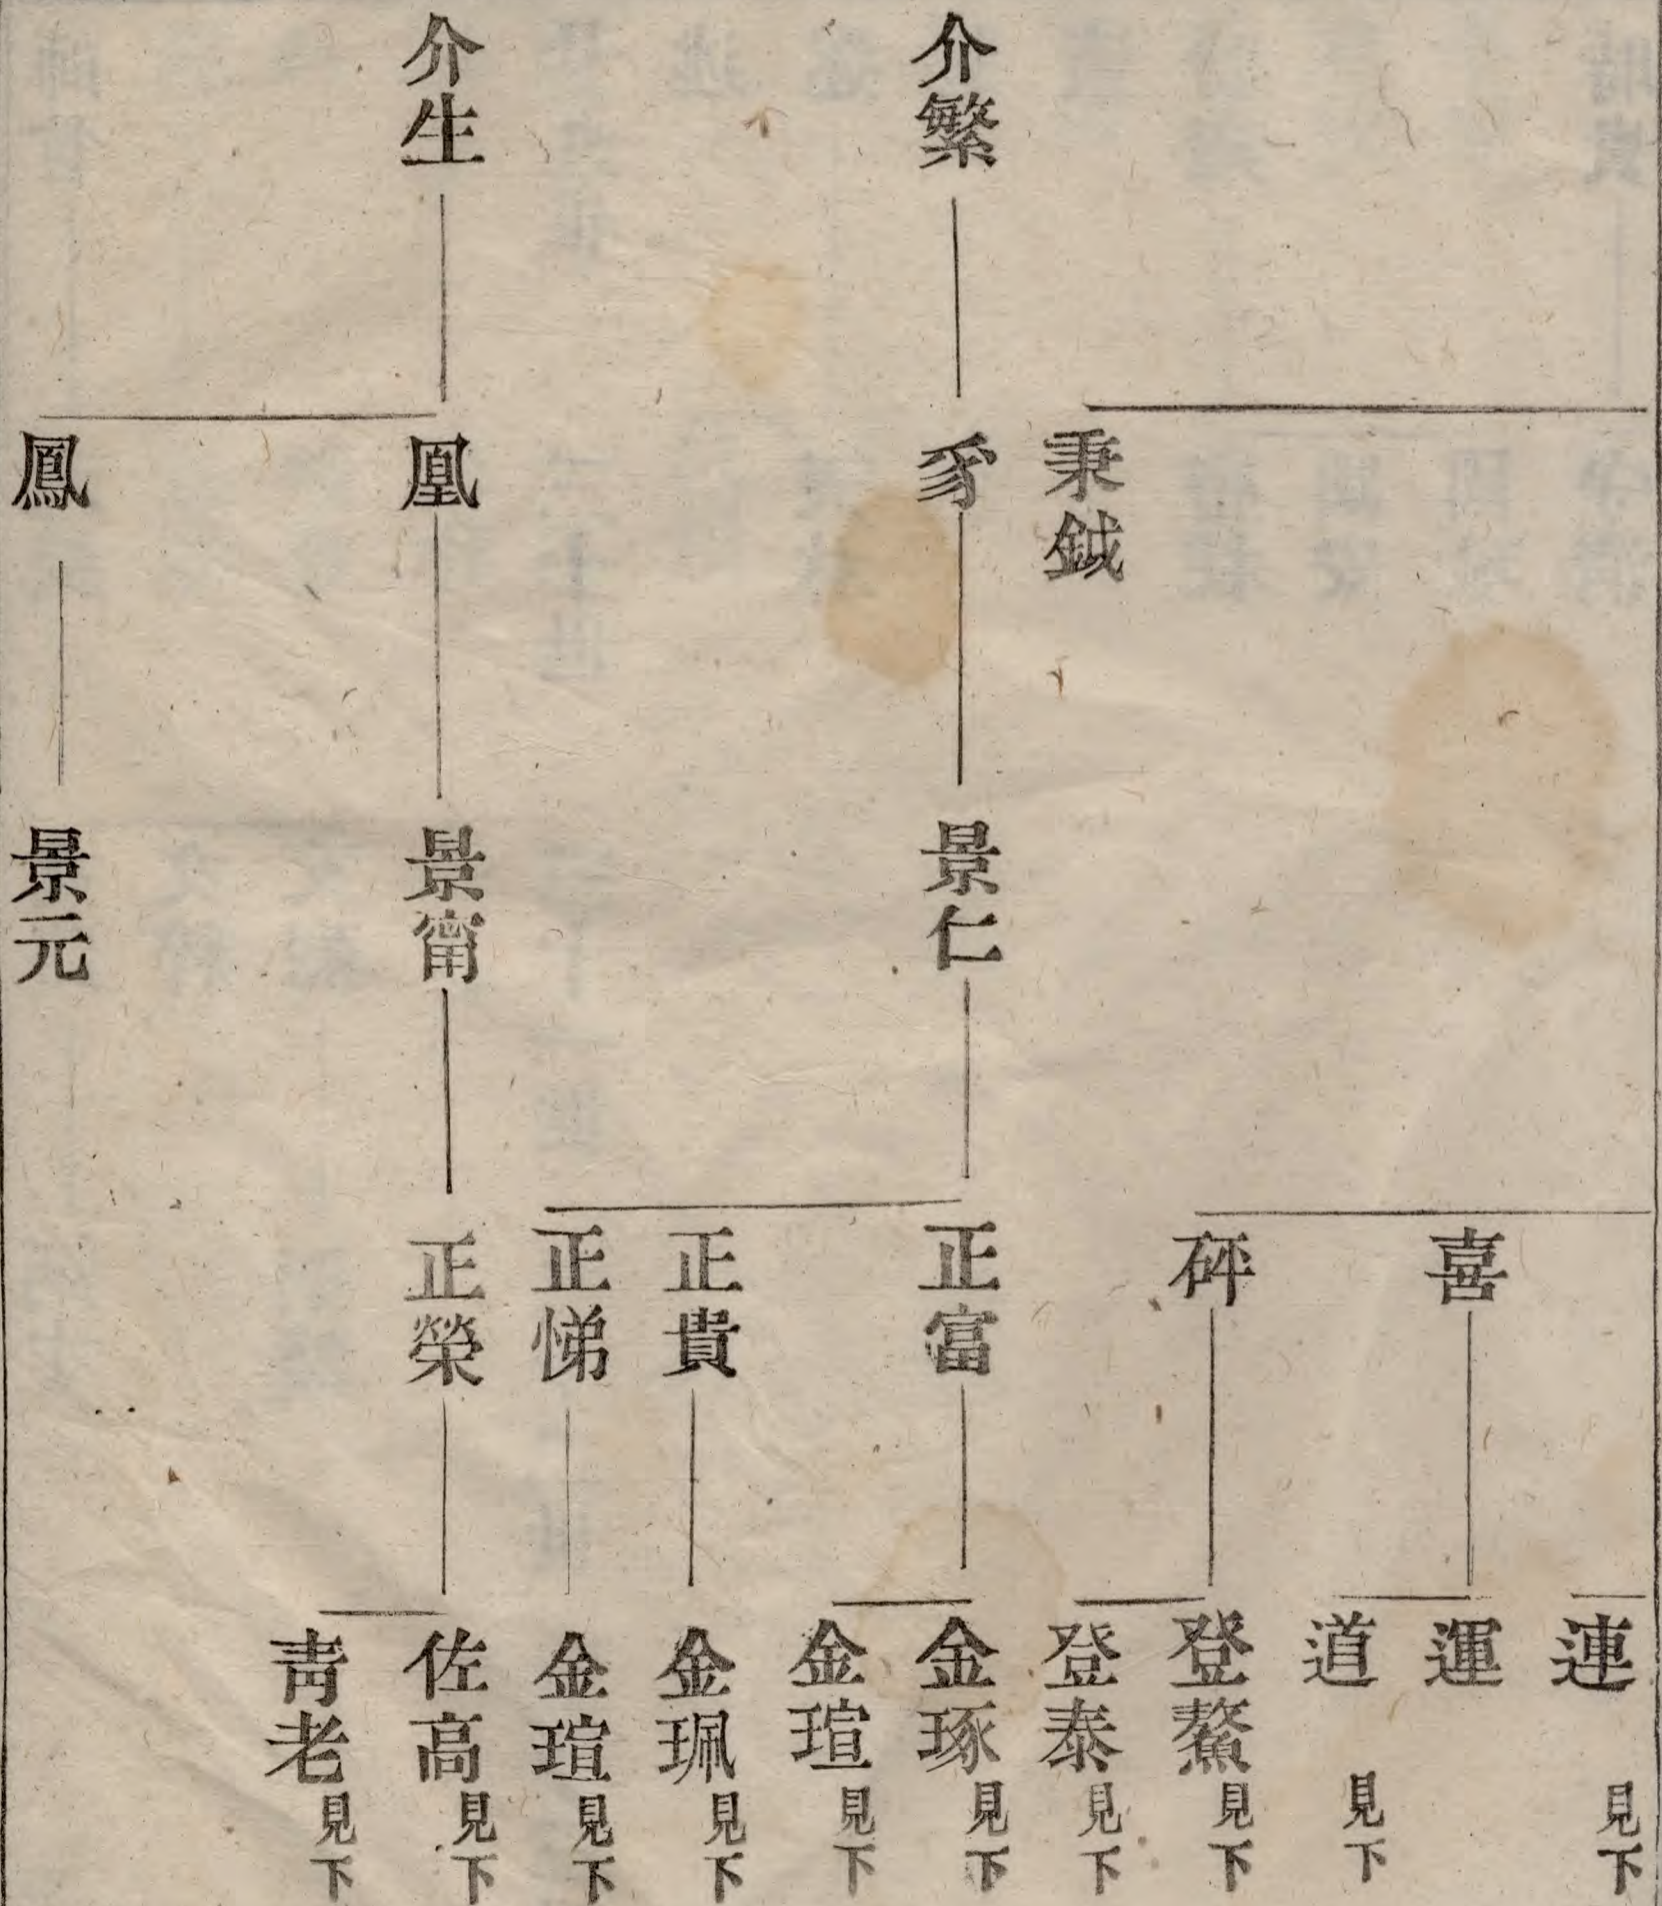 介繁
介生
秉鉞
豸
凰
鳳
景仁
景甯
景元
喜
砰
正富
正貴
正悌
正榮
連見下
運
道見下
登鰲見下
登泰見下
金琢見下
金瑄見下
金珮見下
金瑄見下
佐高見下
青老見下